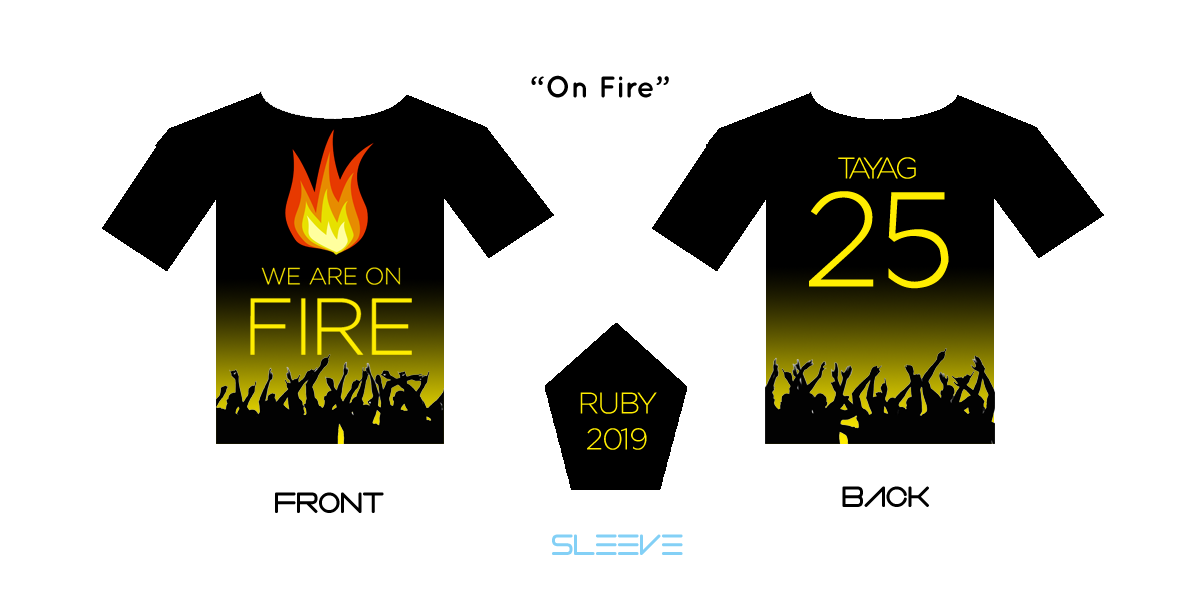 “On Fire”
WE ARE ON
FIRE
FRONT
RUBY
2019
SLEEVE
TAYAG
25
BACK